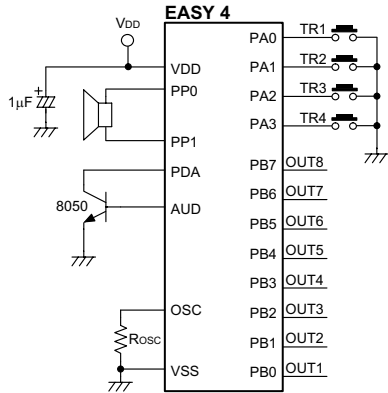 EASY 4
VDD
1µF
+
VDD
PP0
PP1
PDA
8050
AUD
OSC
ROSC
VSS
PA0 TR1
PA1 TR2
PA2 TR3
PA3 TR4
PB7 OUT8
PB6 OUT7
PB5 OUT6
PB4 OUT5
PB3 OUT4
PB2 OUT3
PB1 OUT2
PB0 OUT1